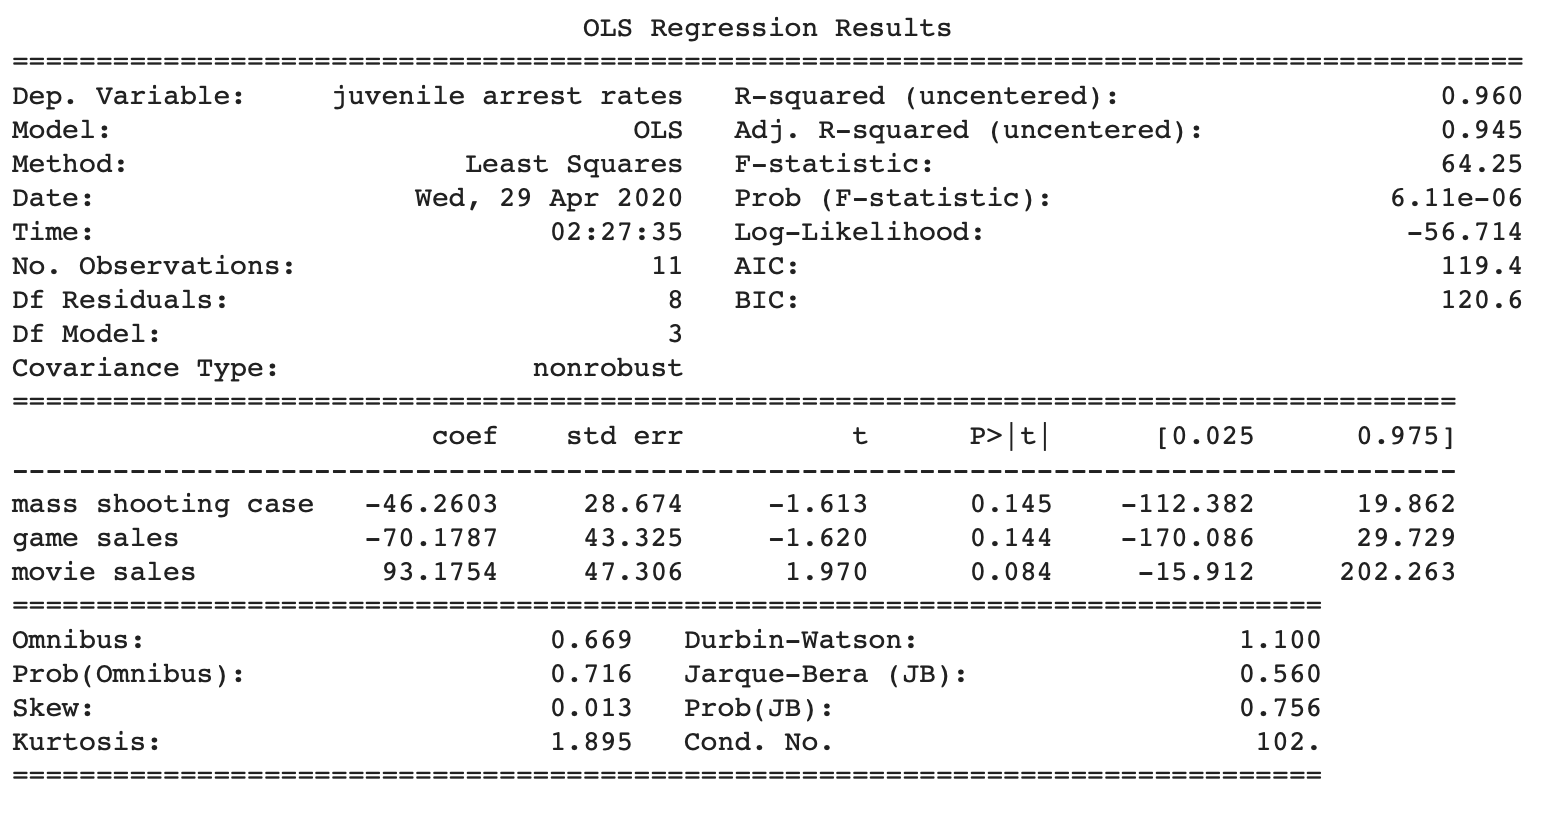 OLS Regression Results
==========================================================================================
Dep. Variable: juvenile arrest rates R-squared (uncentered): 0.960
Model: OLS Adj. R-squared (uncentered): 0.945
Method: Least Squares F-statistic: 64.25
Date: Wed, 29 Apr 2020 Prob (F-statistic): 6.11e-06
Time: 02:27:35 Log-Likelihood: -56.714
No. Observations: 11 AIC: 119.4
Df Residuals: 8 BIC: 120.6
Df Model: 3
Covariance Type: nonrobust
======================================================================================
coef std err t P>|t| [0.025 0.975]
--------------------------------------------------------------------------------------
mass shooting case -46.2603 28.674 -1.613 0.145 -112.382 19.862
game sales -70.1787 43.325 -1.620 0.144 -170.086 29.729
movie sales 93.1754 47.306 1.970 0.084 -15.912 202.263
==============================================================================
Omnibus: 0.669 Durbin-Watson: 1.100
Prob(Omnibus): 0.716 Jarque-Bera (JB): 0.560
Skew: 0.013 Prob(JB): 0.756
Kurtosis: 1.895 Cond. No. 102.
==============================================================================